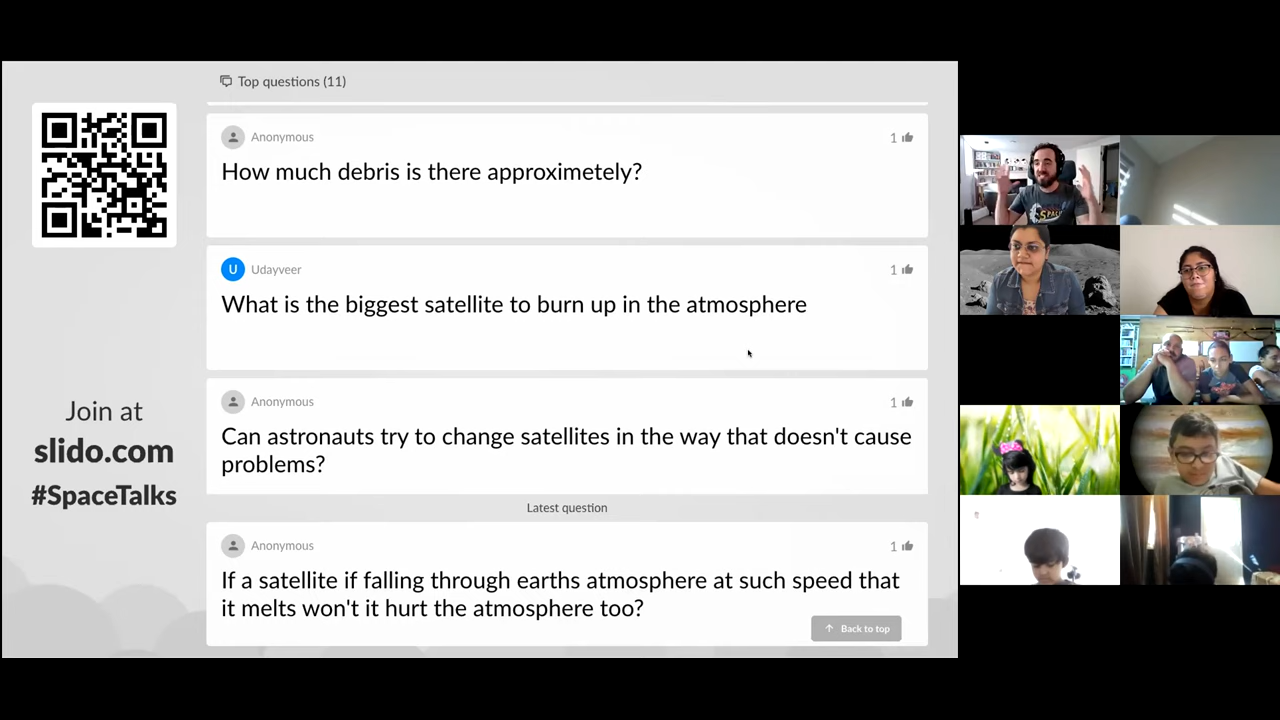 Top questions (11)
Anonymous
1
How much debris is there approximetely?
U
Udayveer
1
What is the biggest satellite to burn up in the atmosphere
Anonymous
1
Can astronauts try to change satellites in the way that doesn't cause
problems?
Latest question
Anonymous
1
If a satellite if falling through earths atmosphere at such speed that
it melts won't it hurt the atmosphere too?
Back to top
Join at
slido.com
#SpaceTalks
SPACE